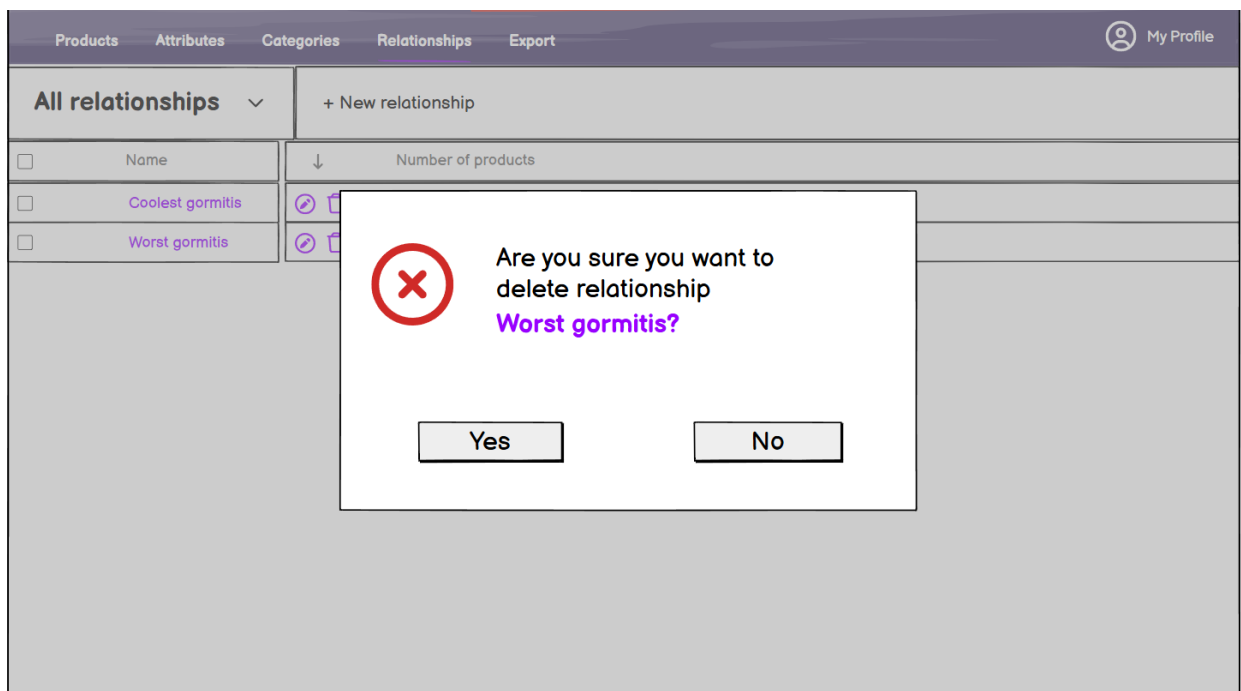 Products Attributes Categories Relationships Export My Profile
All relationships + New relationship
Name Number of products
Coolest gormitis
Worst gormitis
Are you sure you want to
delete relationship
Worst gormitis?
Yes No